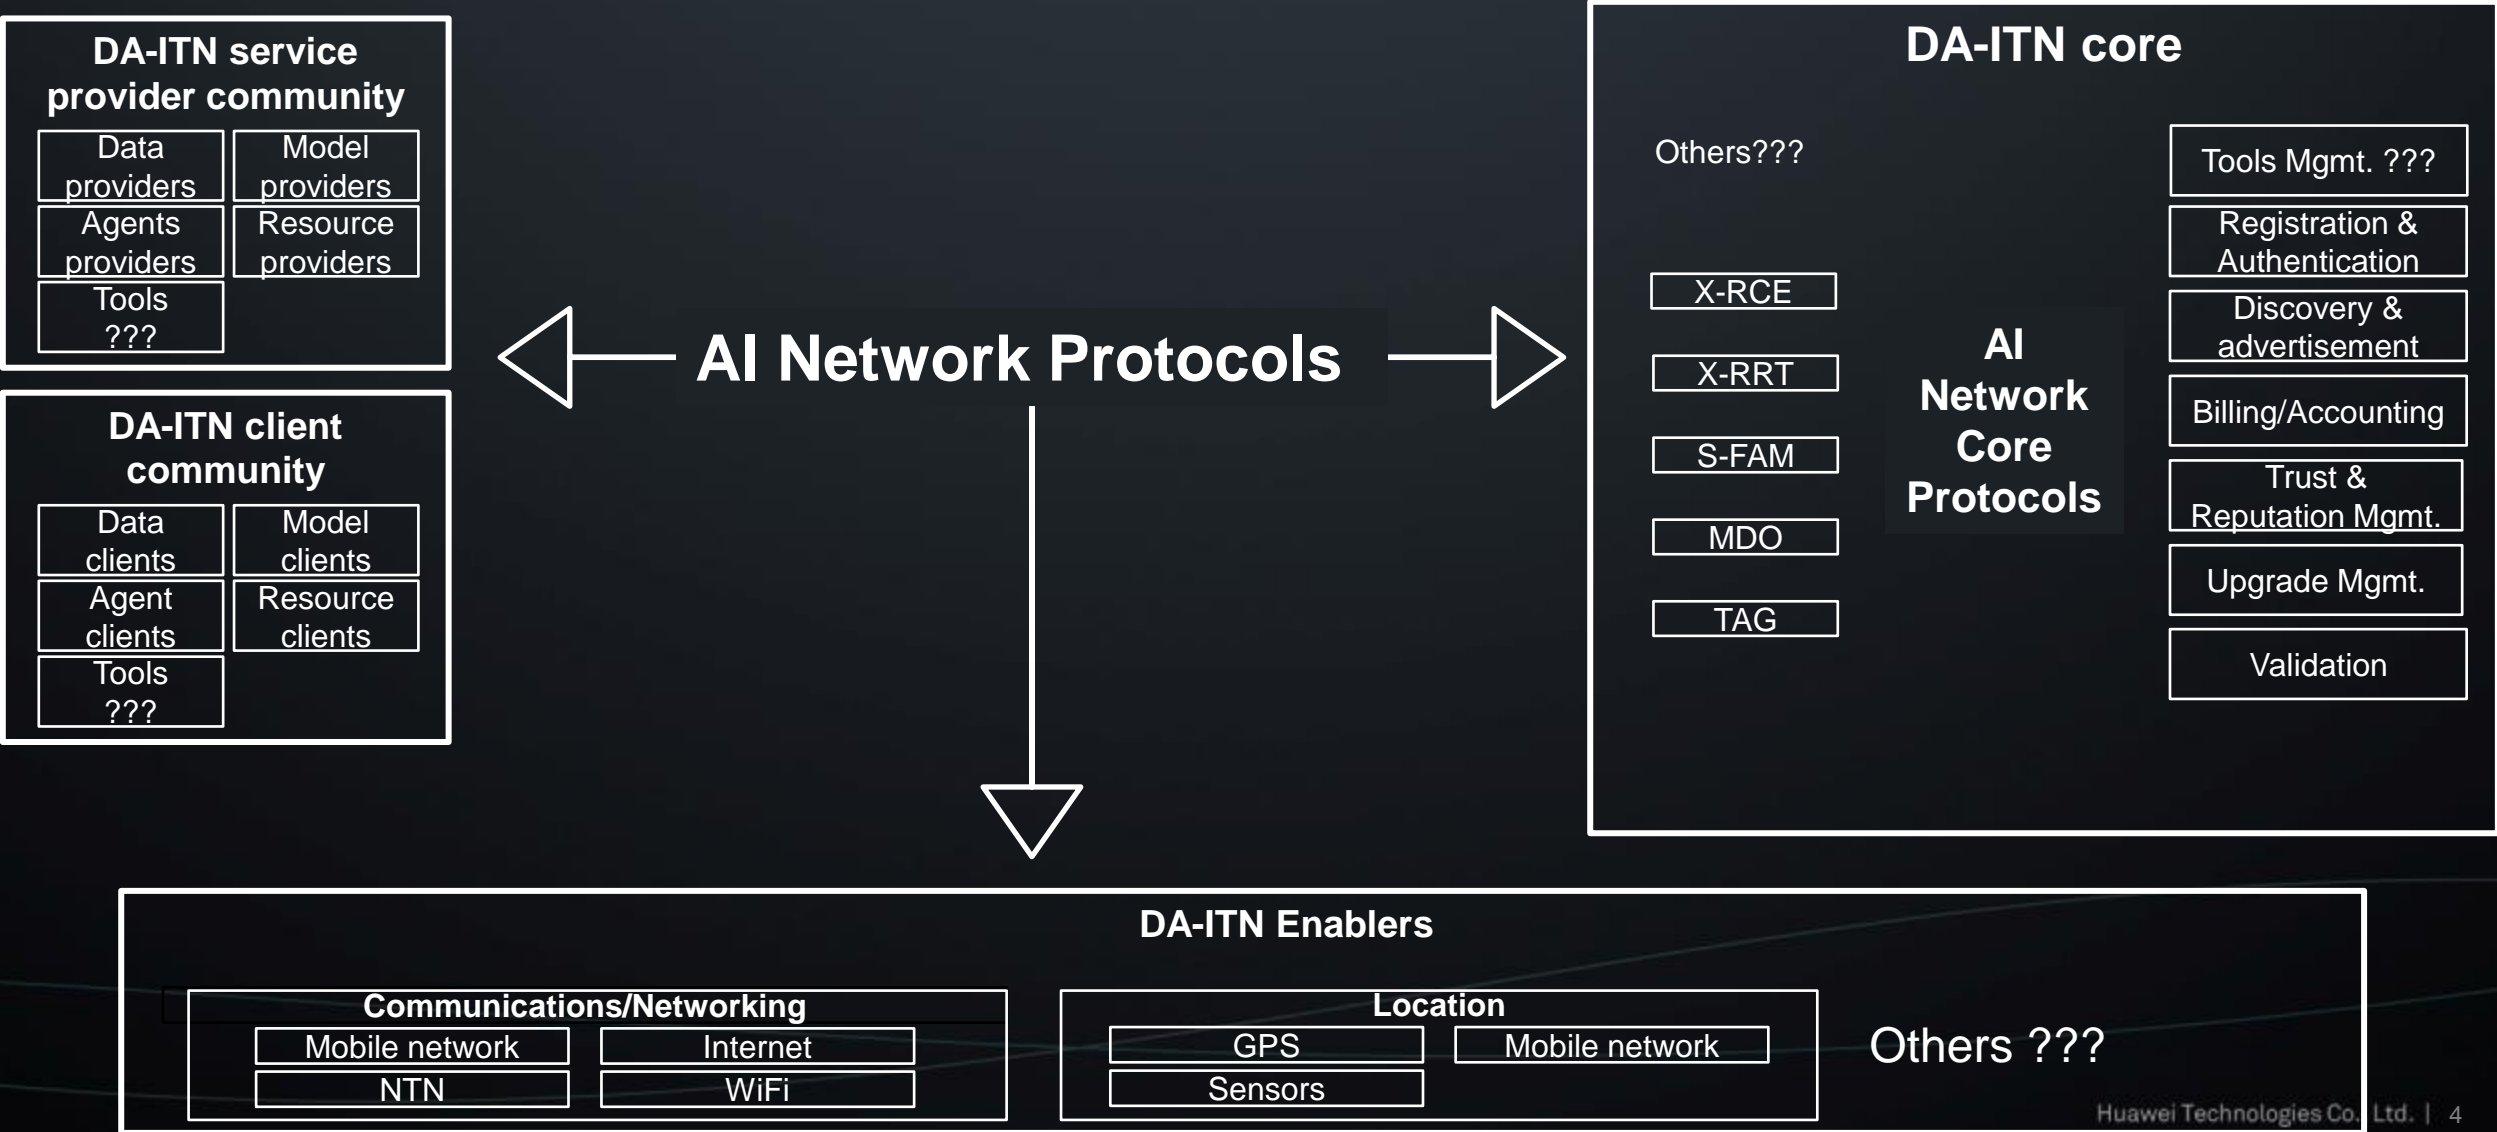 DA-ITN service
provider community
Data
providers
Model
providers
Agents
providers
Resource
providers
Tools
???
DA-ITN client
community
Data
clients
Model
clients
Agent
clients
Resource
clients
Tools
???
AI Network Protocols
DA-ITN core
Others???
X-RCE
X-RRT
S-FAM
MDO
TAG
AI
Network
Core
Protocols
Tools Mgmt. ???
Registration &
Authentication
Discovery &
advertisement
Billing/Accounting
Trust &
Reputation Mgmt.
Upgrade Mgmt.
Validation
DA-ITN Enablers
Communications/Networking
Mobile network
Internet
NTN
WiFi
Location
GPS
Mobile network
Sensors
Others ???
Huawei Technologies Co., Ltd. | 4